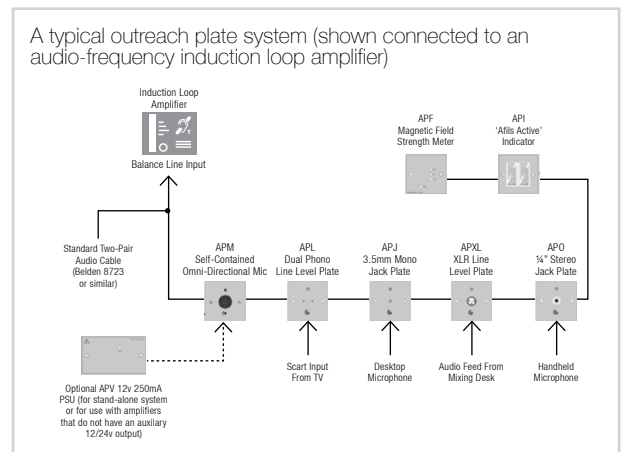 A typical outreach plate system (shown connected to an
audio-frequency induction loop amplifier)
Induction Loop
Amplifier
Balance Line Input
APF
Magnetic Field
Strength Meter
API
'Afils Active'
Indicator
Standard Two-Pair
Audio Cable
(Belden 8723
or similar)
APM
Self-Contained
Omni-Directional Mic
APL
Dual Phono
Line Level Plate
APJ
3.5mm Mono
Jack Plate
APXL
XLR Line
Level Plate
APO
¼" Stereo
Jack Plate
Scart Input
From TV
Desktop
Microphone
Audio Feed From
Mixing Desk
Handheld
Microphone
Optional APV 12v 250mA
PSU (for stand-alone system
or for use with amplifiers
that do not have an auxilary
12/24v output)